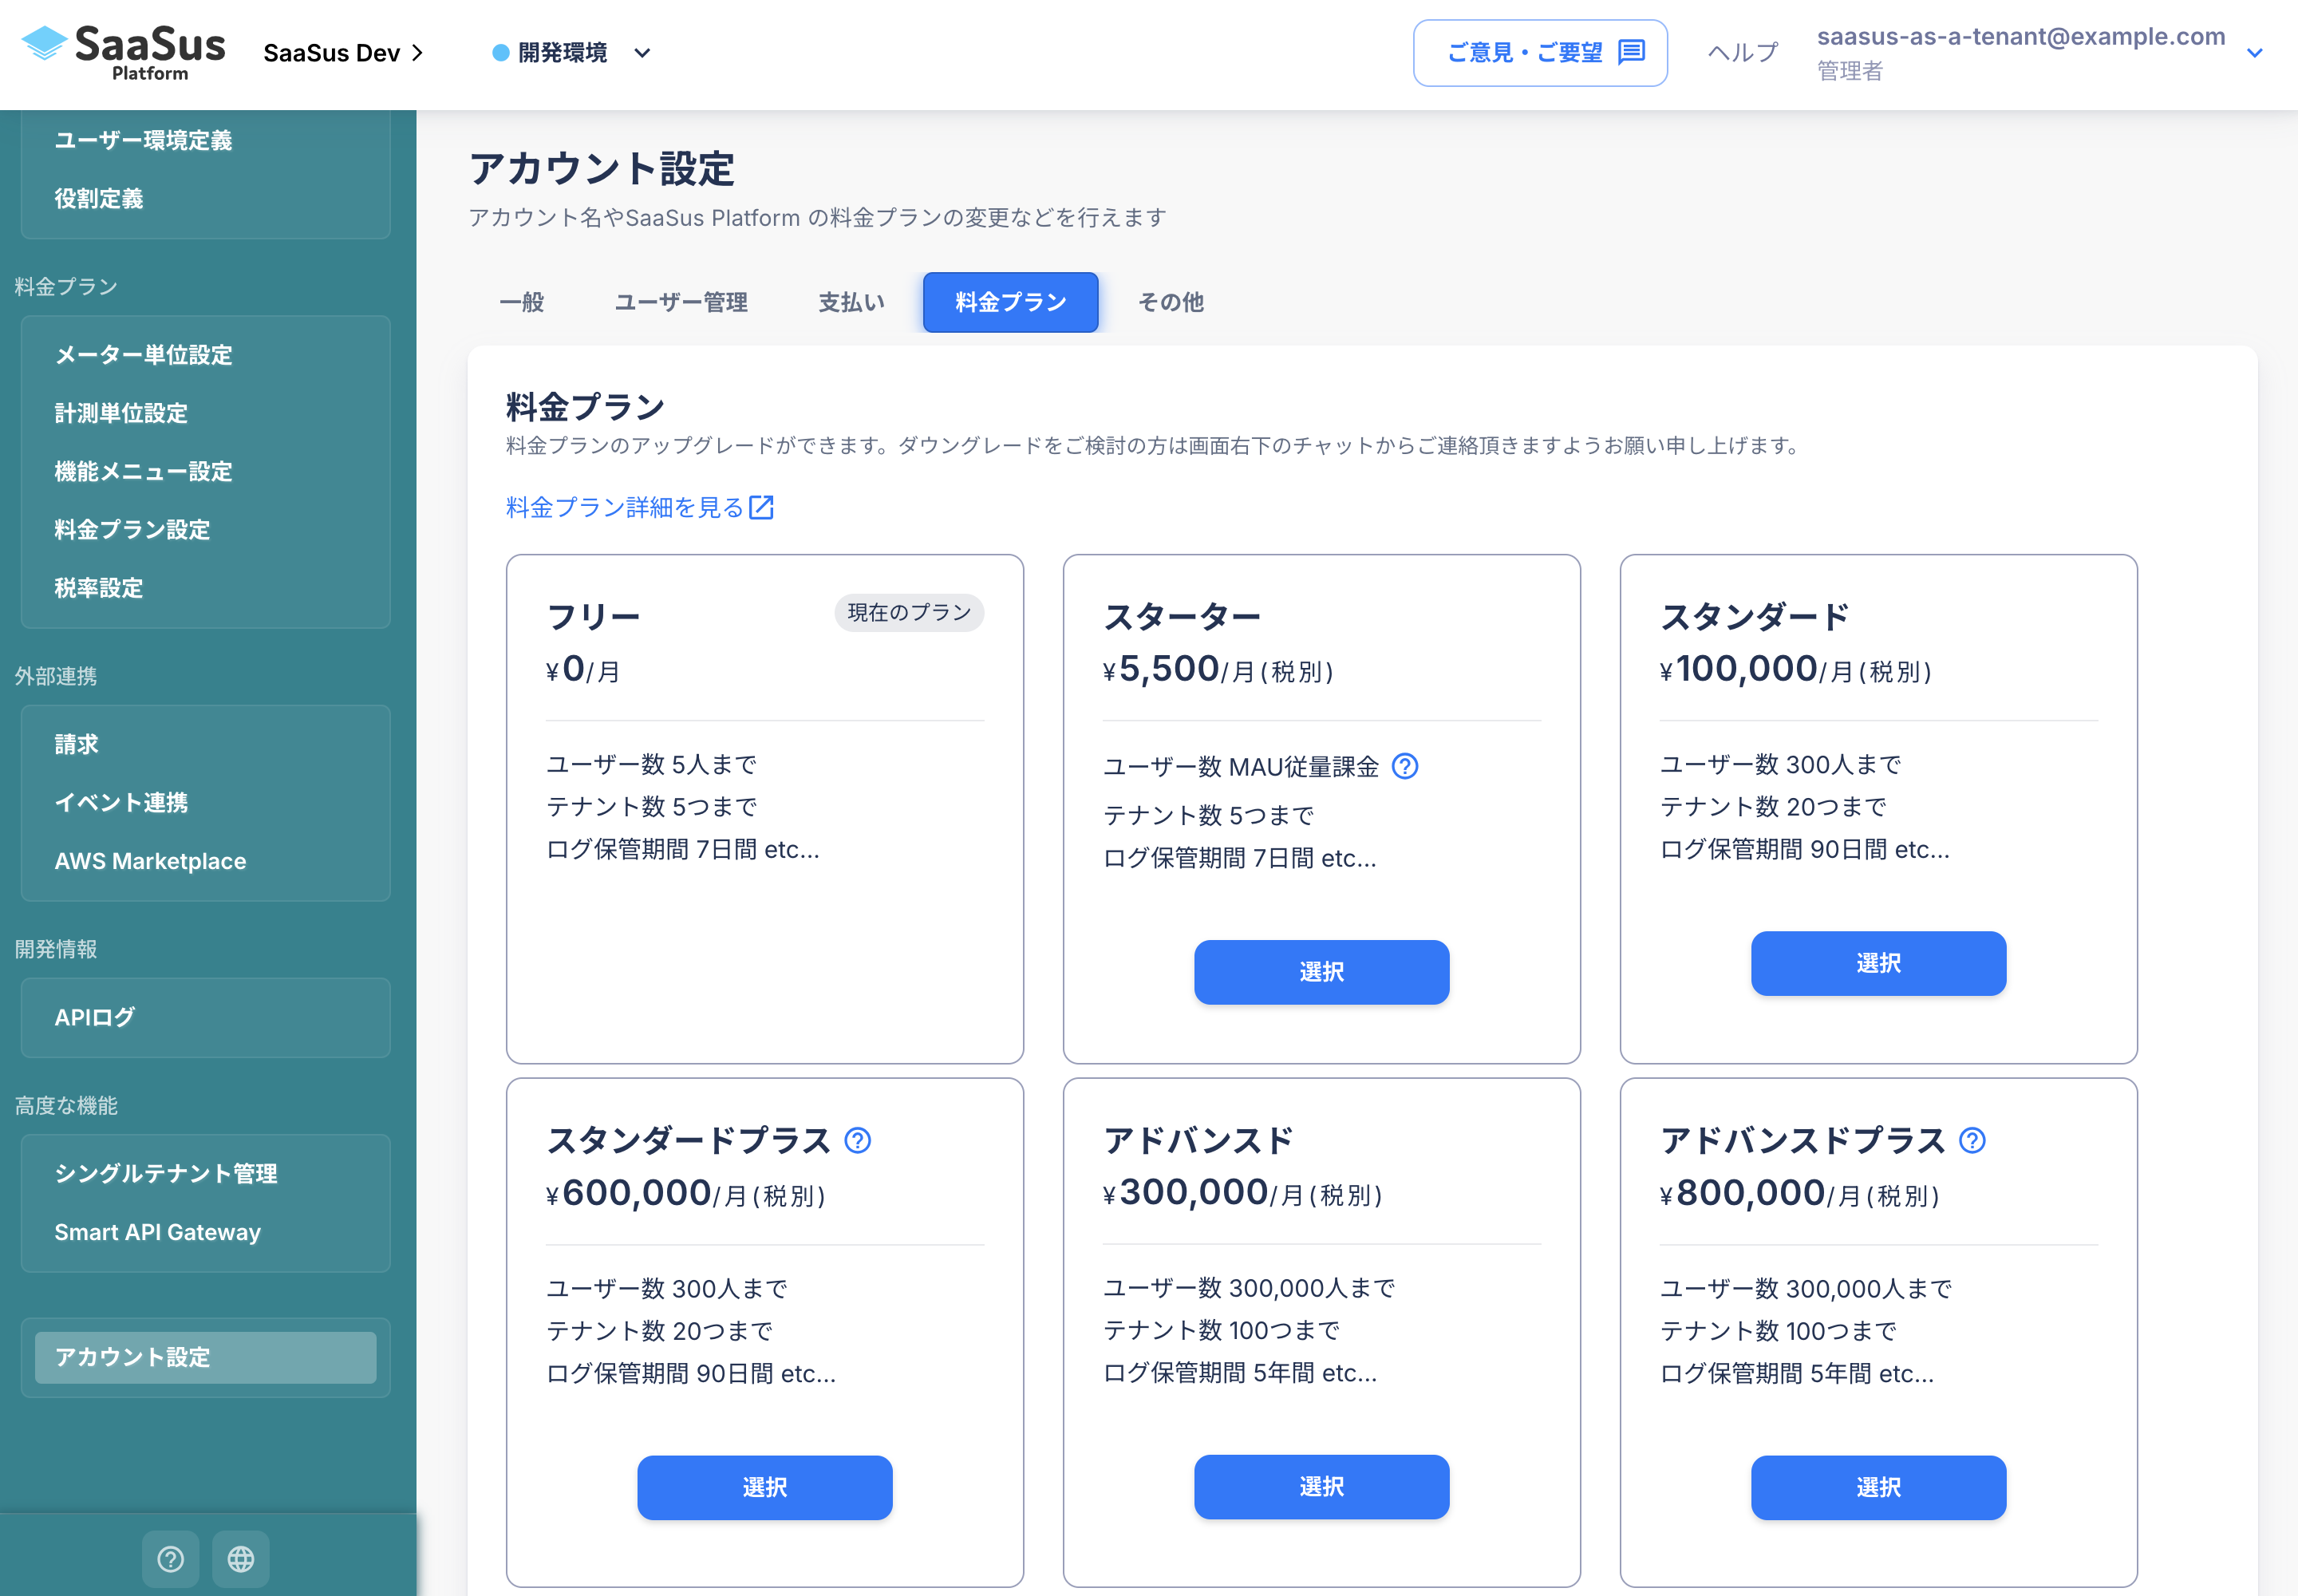 SaaSus
Platform
SaaSus Dev
開発環境
ご意見・ご要望
ヘルプ
saasus-as-a-tenant@example.com
管理者
ユーザー環境定義
役割定義
料金プラン
メーター単位設定
計測単位設定
機能メニュー設定
料金プラン設定
税率設定
外部連携
請求
イベント連携
AWS Marketplace
開発情報
APIログ
高度な機能
シングルテナント管理
Smart API Gateway
アカウント設定
アカウント設定
アカウント名やSaaSus Platform の料金プランの変更などを行えます
一般
ユーザー管理
支払い
料金プラン
その他
料金プラン
料金プランのアップグレードができます。ダウングレードをご検討の方は画面右下のチャットからご連絡頂きますようお願い申し上げます。
料金プラン詳細を見る
フリー
現在のプラン
¥0/月
ユーザー数 5人まで
テナント数 5つまで
ログ保管期間 7日間 etc...
スターター
¥5,500/月(税別)
ユーザー数 MAU従量課金
テナント数 5つまで
ログ保管期間 7日間 etc...
選択
スタンダード
¥100,000/月(税別)
ユーザー数 300人まで
テナント数 20つまで
ログ保管期間 90日間 etc...
選択
スタンダードプラス
¥600,000/月(税別)
ユーザー数 300人まで
テナント数 20つまで
ログ保管期間 90日間 etc...
選択
アドバンスド
¥300,000/月(税別)
ユーザー数 300,000人まで
テナント数 100つまで
ログ保管期間 5年間 etc...
選択
アドバンスドプラス
¥800,000/月(税別)
ユーザー数 300,000人まで
テナント数 100つまで
ログ保管期間 5年間 etc...
選択